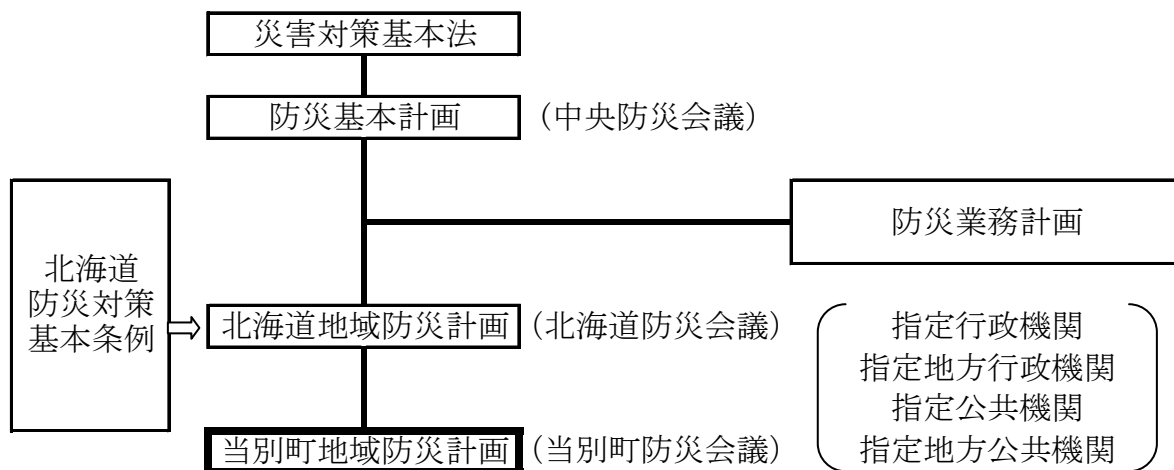 災害対策基本法
防災基本計画 (中央防災会議)
防災業務計画
北海道
防災対策
基本条例
北海道地域防災計画 (北海道防災会議)
指定行政機関
指定地方行政機関
指定公共機関
指定地方公共機関
当別町地域防災計画 (当別町防災会議)